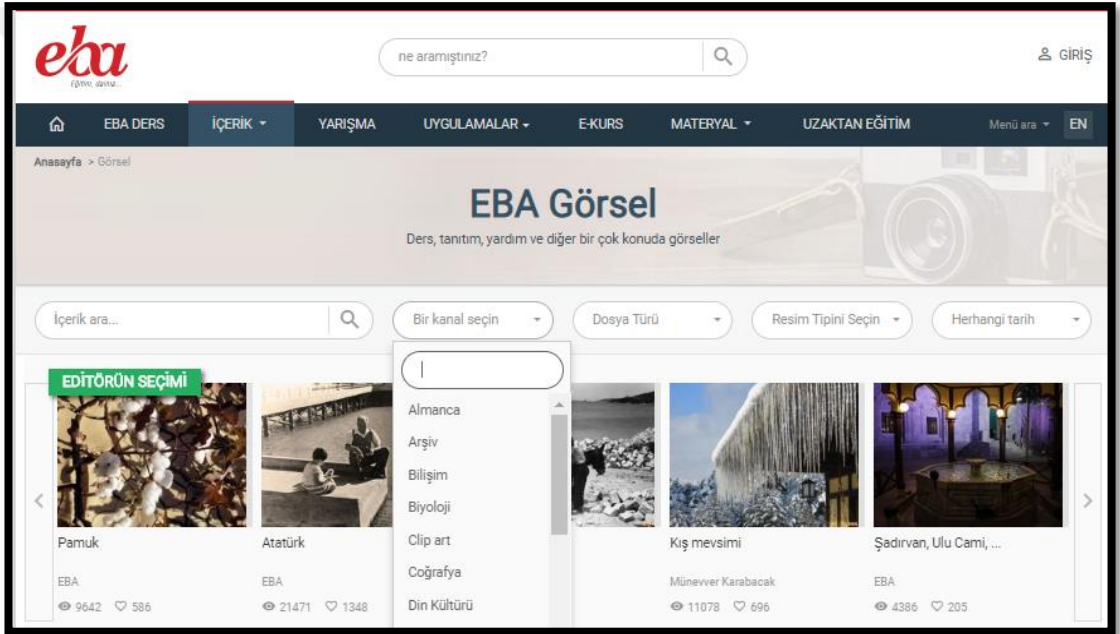 eba
Eğitim, daima...
ne aramıştınız?
GİRİŞ
EBA DERS İÇERİK YARIŞMA UYGULAMALAR E-KURS MATERYAL UZAKTAN EĞİTİM Menü ara EN
Anasayfa > Görsel
EBA Görsel
Ders, tanıtım, yardım ve diğer bir çok konuda görseller
İçerik ara... Bir kanal seçin Dosya Türü Resim Tipini Seçin Herhangi tarih
EDİTÖRÜN SEÇİMİ
Almanca
Arşiv
Bilişim
Biyoloji
Clip art
Coğrafya
Din Kültürü
Pamuk
EBA
9642 586
Atatürk
EBA
21471 1348
Kış mevsimi
Münevver Karabacak
11078 696
Şadırvan, Ulu Cami, ...
EBA
4386 205